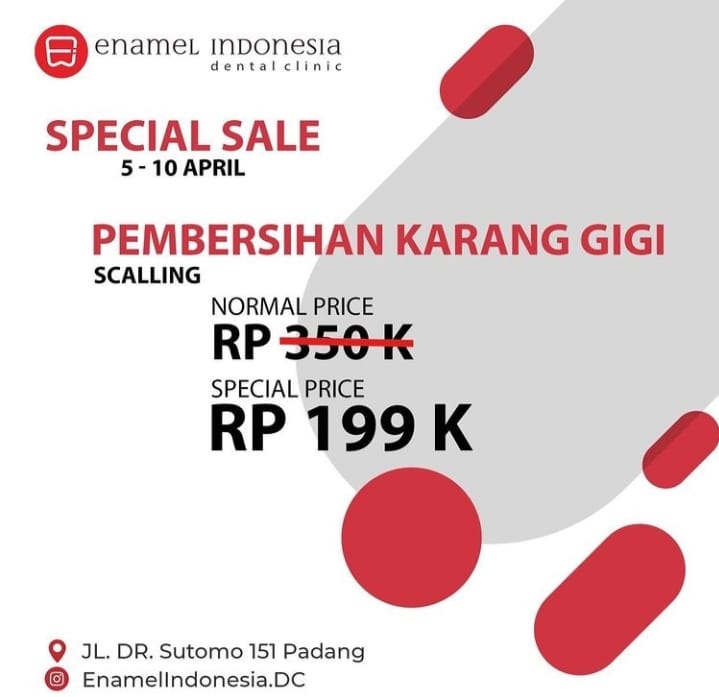 enamel indonesia
dental clinic
SPECIAL SALE
5 - 10 APRIL
PEMBERSIHAN KARANG GIGI
SCALLING
NORMAL PRICE
RP 350 K
SPECIAL PRICE
RP 199 K
JL. DR. Sutomo 151 Padang
EnamelIndonesia.DC